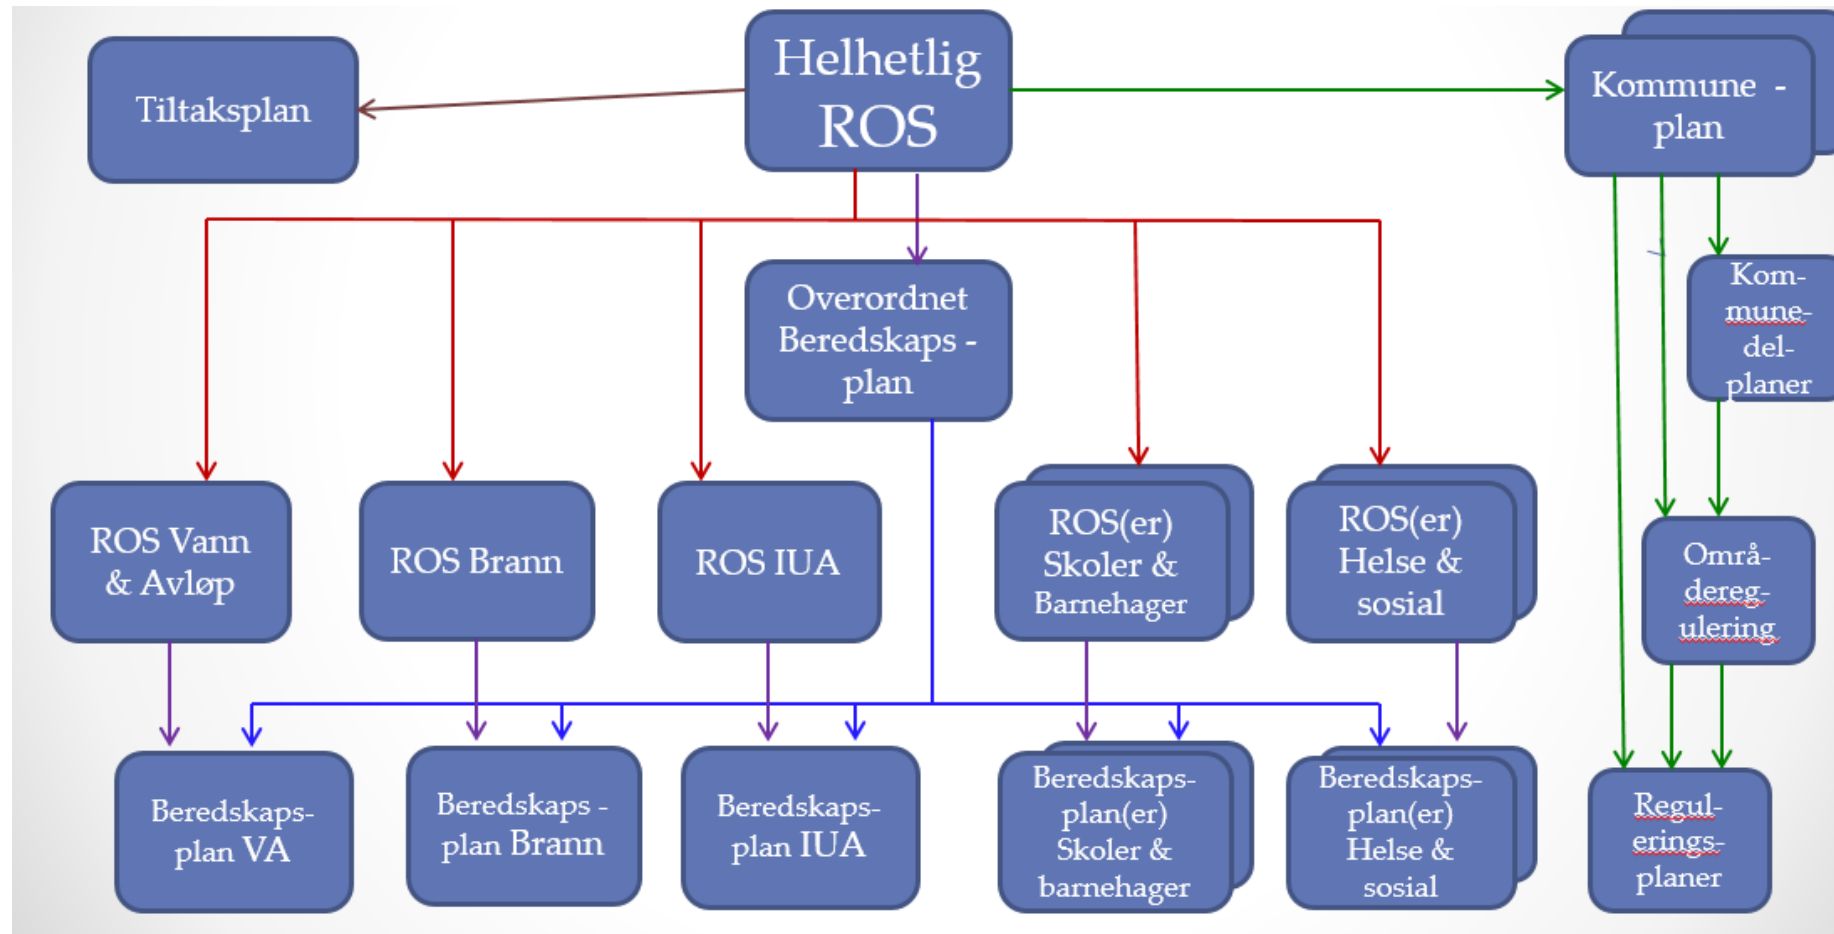 Helhetlig
ROS
Tiltaksplan
Kommune -
plan
Overordnet
Beredskaps -
plan
Kom-
mune-
del-
planer
ROS Vann
& Avløp
ROS Brann
ROS IUA
ROS(er)
Skoler &
Barnehager
ROS(er)
Helse &
sosial
Områ-
dereg-
ulering
Beredskaps-
plan VA
Beredskaps -
plan Brann
Beredskaps-
plan IUA
Beredskaps-
plan(er)
Skoler &
barnehager
Beredskaps-
plan(er)
Helse &
sosial
Regul-
erings-
planer